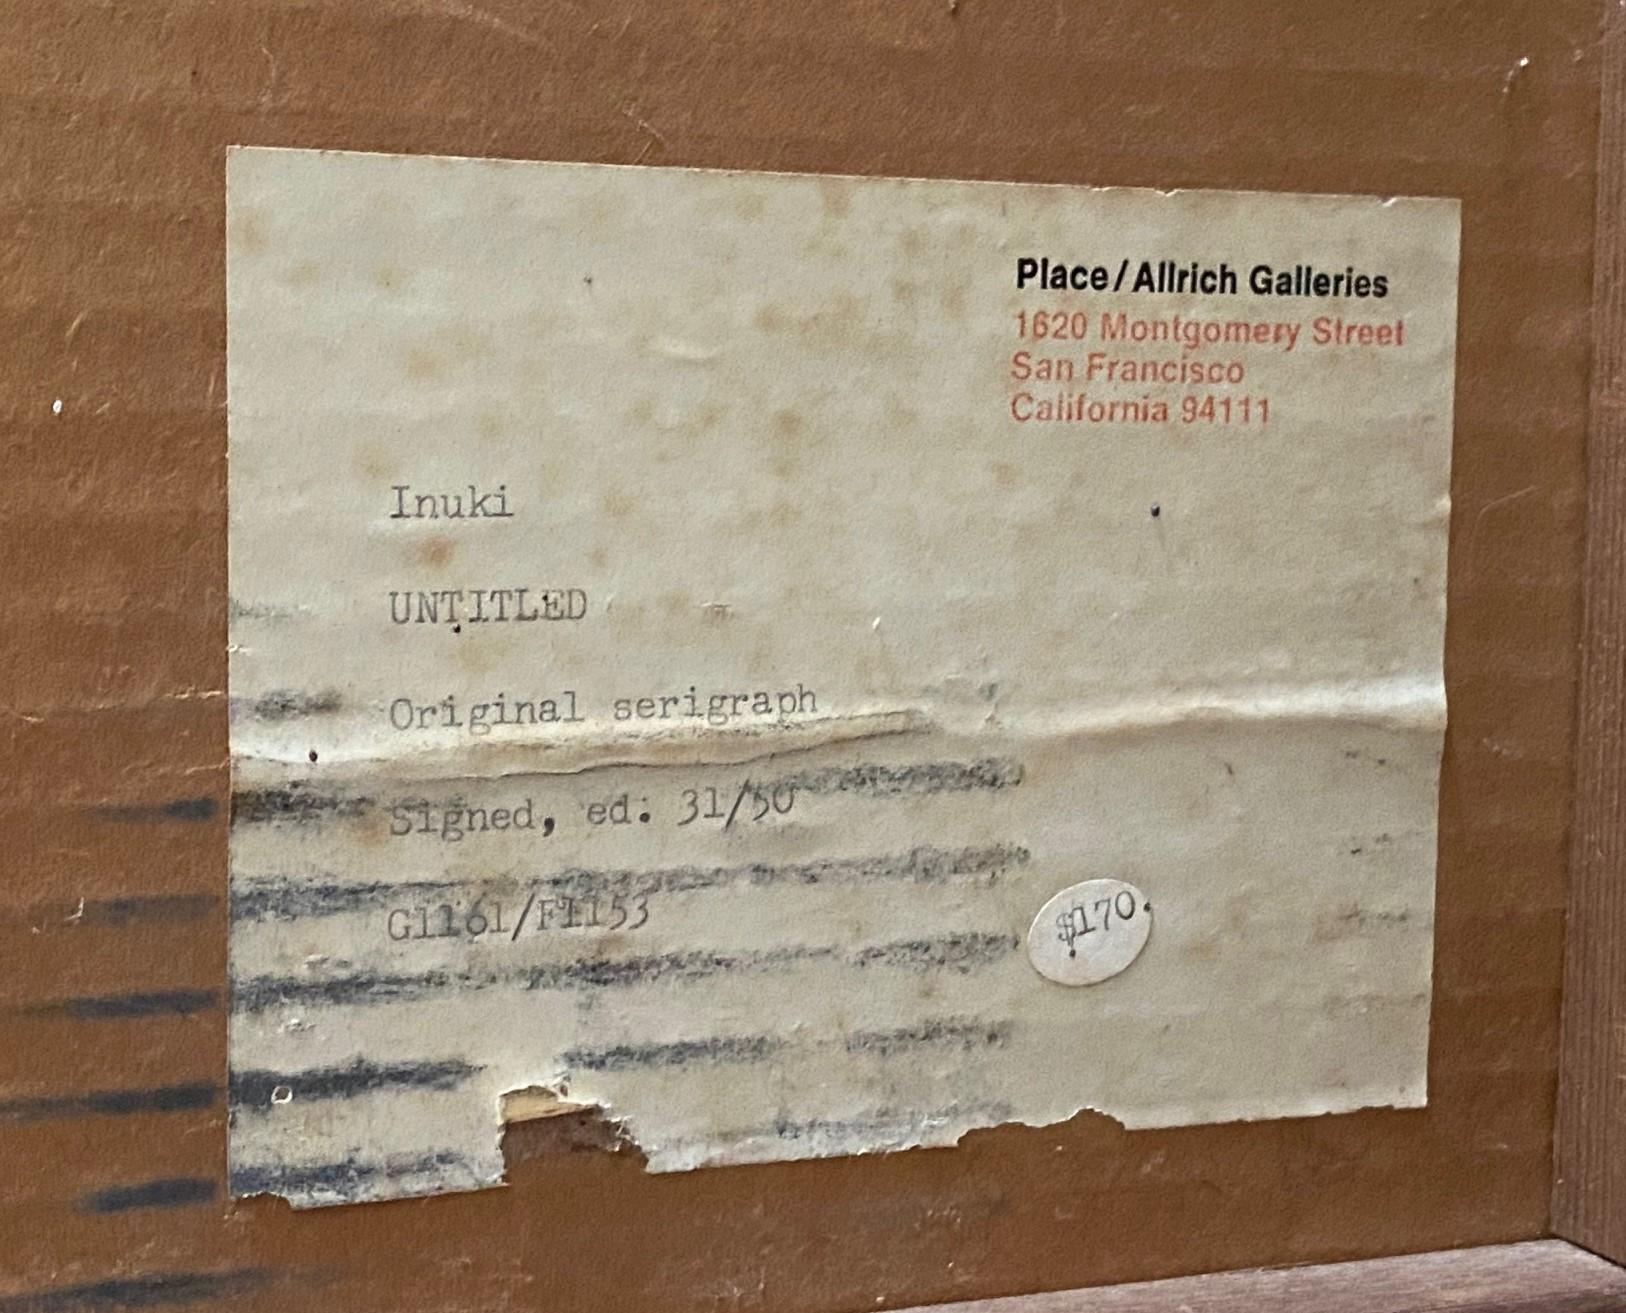 Place/Allrich Galleries
1620 Montgomery Street
San Francisco
California 94111
Inuki
UNTITLED
Original serigraph
Signed, ed. 31/50
G1161/F1153
$170.